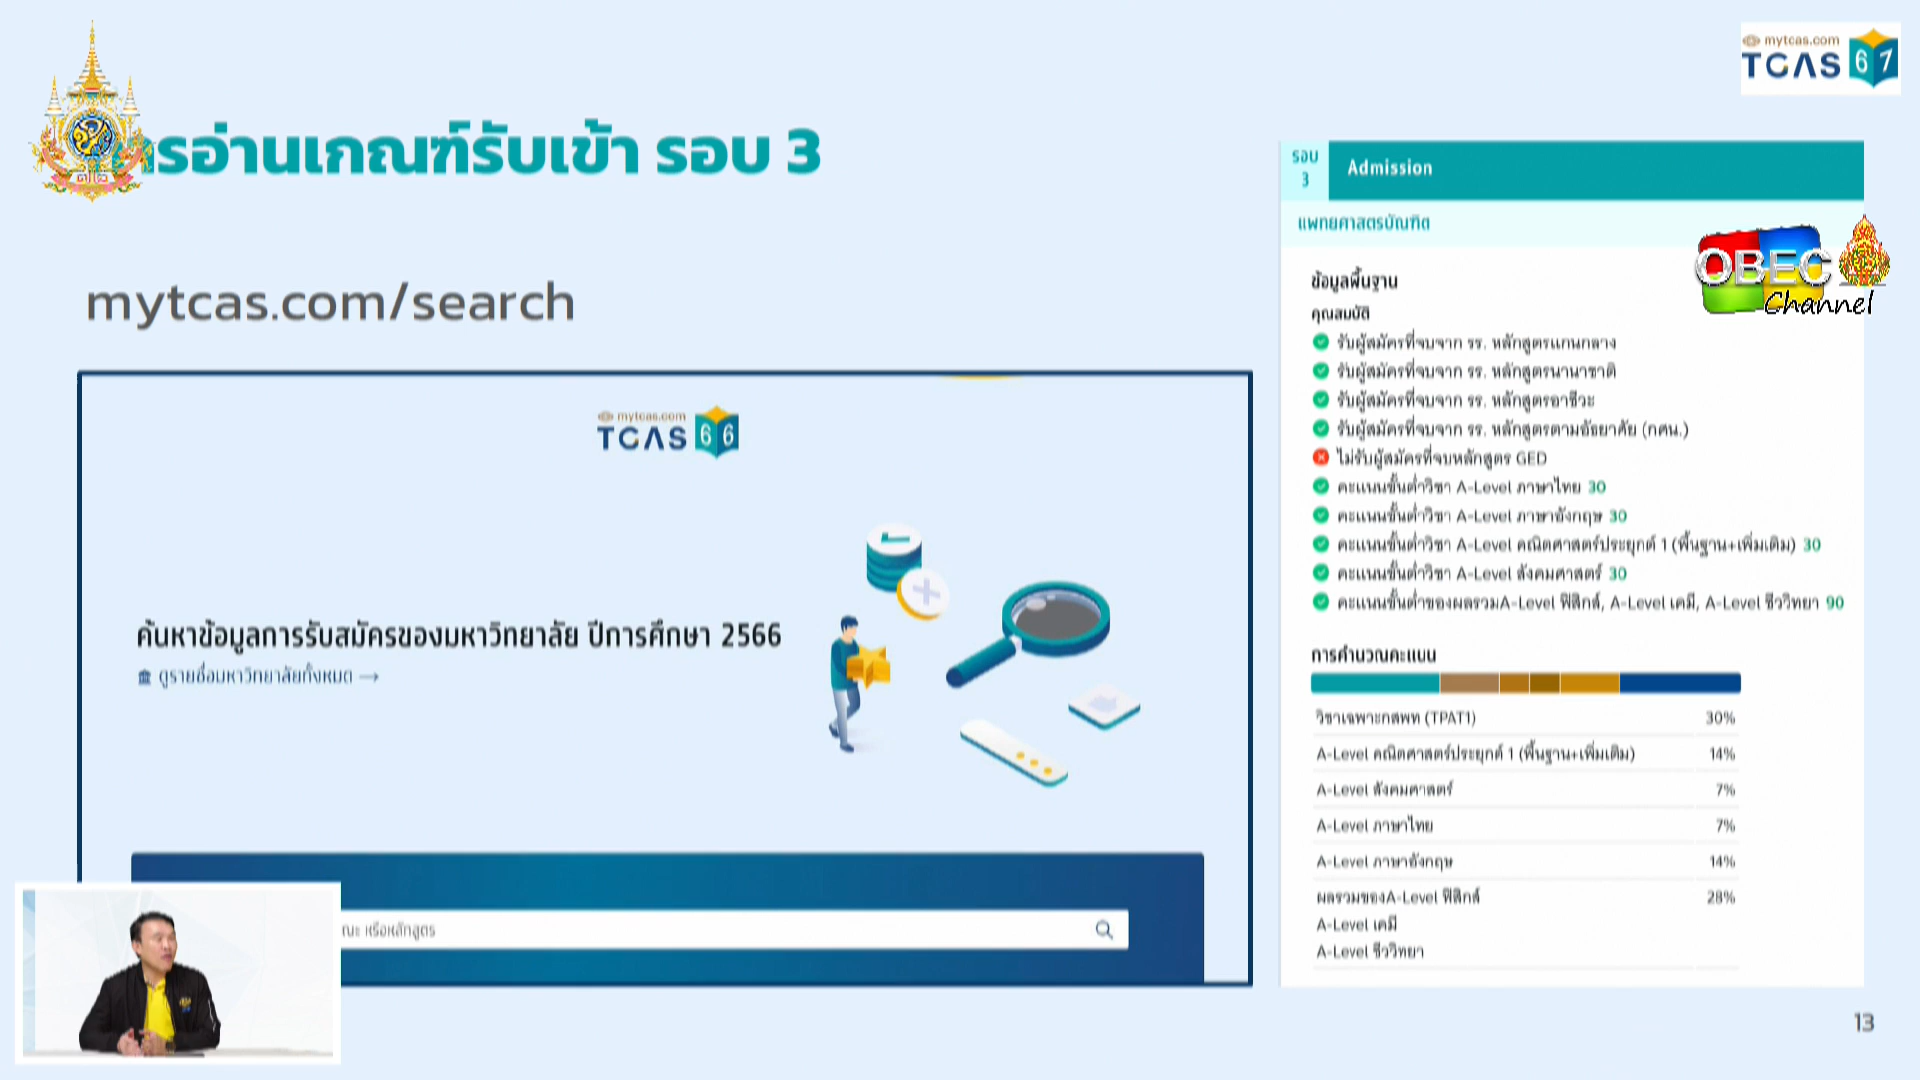 mytcas.com
TCAS 67
การอ่านเกณฑ์รับเข้า รอบ 3
mytcas.com/search
mytcas.com
TCAS 66
ค้นหาข้อมูลการรับสมัครของมหาวิทยาลัย ปีการศึกษา 2566
ดูรายชื่อมหาวิทยาลัยทั้งหมด →
ณะ หรือหลักสูตร
รอบ
3
Admission
แพทยศาสตรบัณฑิต
OBEC
Channel
ข้อมูลพื้นฐาน
คุณสมบัติ
รับผู้สมัครที่จบจาก รร. หลักสูตรแกนกลาง
รับผู้สมัครที่จบจาก รร. หลักสูตรนานาชาติ
รับผู้สมัครที่จบจาก รร. หลักสูตรอาชีวะ
รับผู้สมัครที่จบจาก รร. หลักสูตรตามอัธยาศัย (กศน.)
ไม่รับผู้สมัครที่จบหลักสูตร GED
คะแนนขั้นต่ำวิชา A-Level ภาษาไทย 30
คะแนนขั้นต่ำวิชา A-Level ภาษาอังกฤษ 30
คะแนนขั้นต่ำวิชา A-Level คณิตศาสตร์ประยุกต์ 1 (พื้นฐาน+เพิ่มเติม) 30
คะแนนขั้นต่ำวิชา A-Level สังคมศาสตร์ 30
คะแนนขั้นต่ำของผลรวมA-Level ฟิสิกส์, A-Level เคมี, A-Level ชีววิทยา 90
การคำนวณคะแนน
วิชาเฉพาะกสพท (TPAT1) 30%
A-Level คณิตศาสตร์ประยุกต์ 1 (พื้นฐาน+เพิ่มเติม) 14%
A-Level สังคมศาสตร์ 7%
A-Level ภาษาไทย 7%
A-Level ภาษาอังกฤษ 14%
ผลรวมของA-Level ฟิสิกส์ 28%
A-Level เคมี
A-Level ชีววิทยา
13